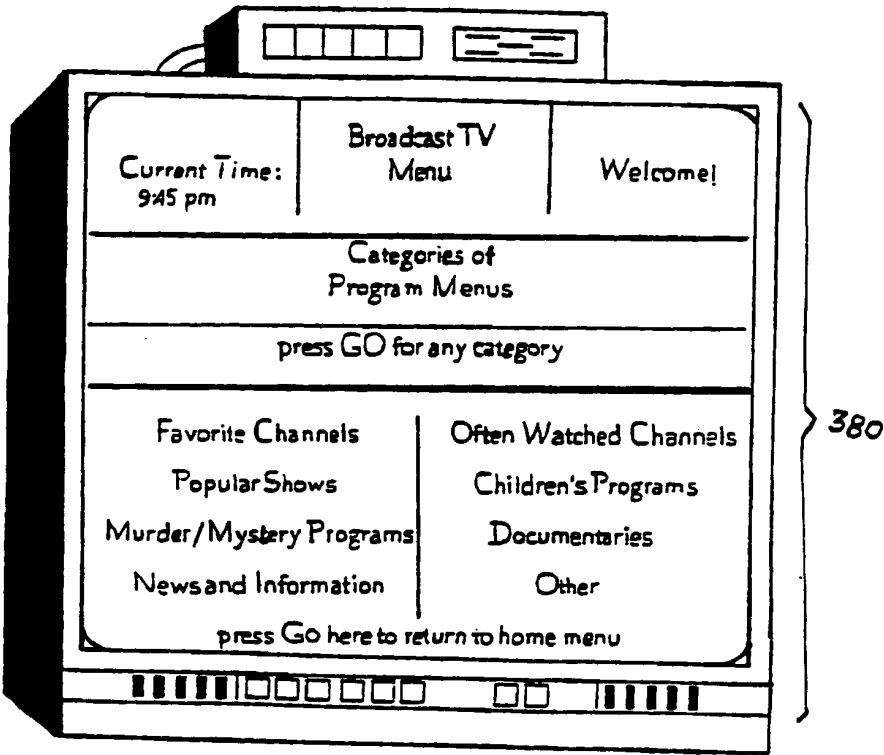 Broadcast TV
Menu
Current Time:
9:45 pm
Welcome!
Categories of
Program Menus
press GO for any category
Favorite Channels
Often Watched Channels
Popular Shows
Children's Programs
Murder/Mystery Programs
Documentaries
News and Information
Other
press Go here to return to home menu
380